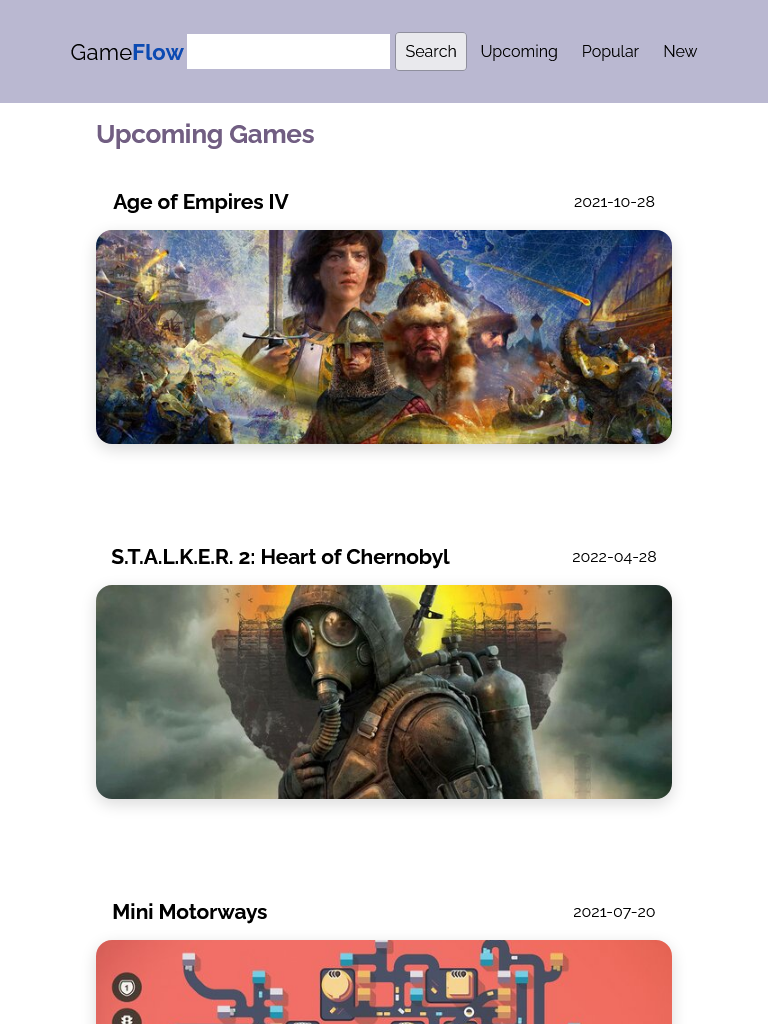 GameFlow Search Upcoming Popular New
Upcoming Games
Age of Empires IV 2021-10-28
S.T.A.L.K.E.R. 2: Heart of Chernobyl 2022-04-28
Mini Motorways 2021-07-20
1